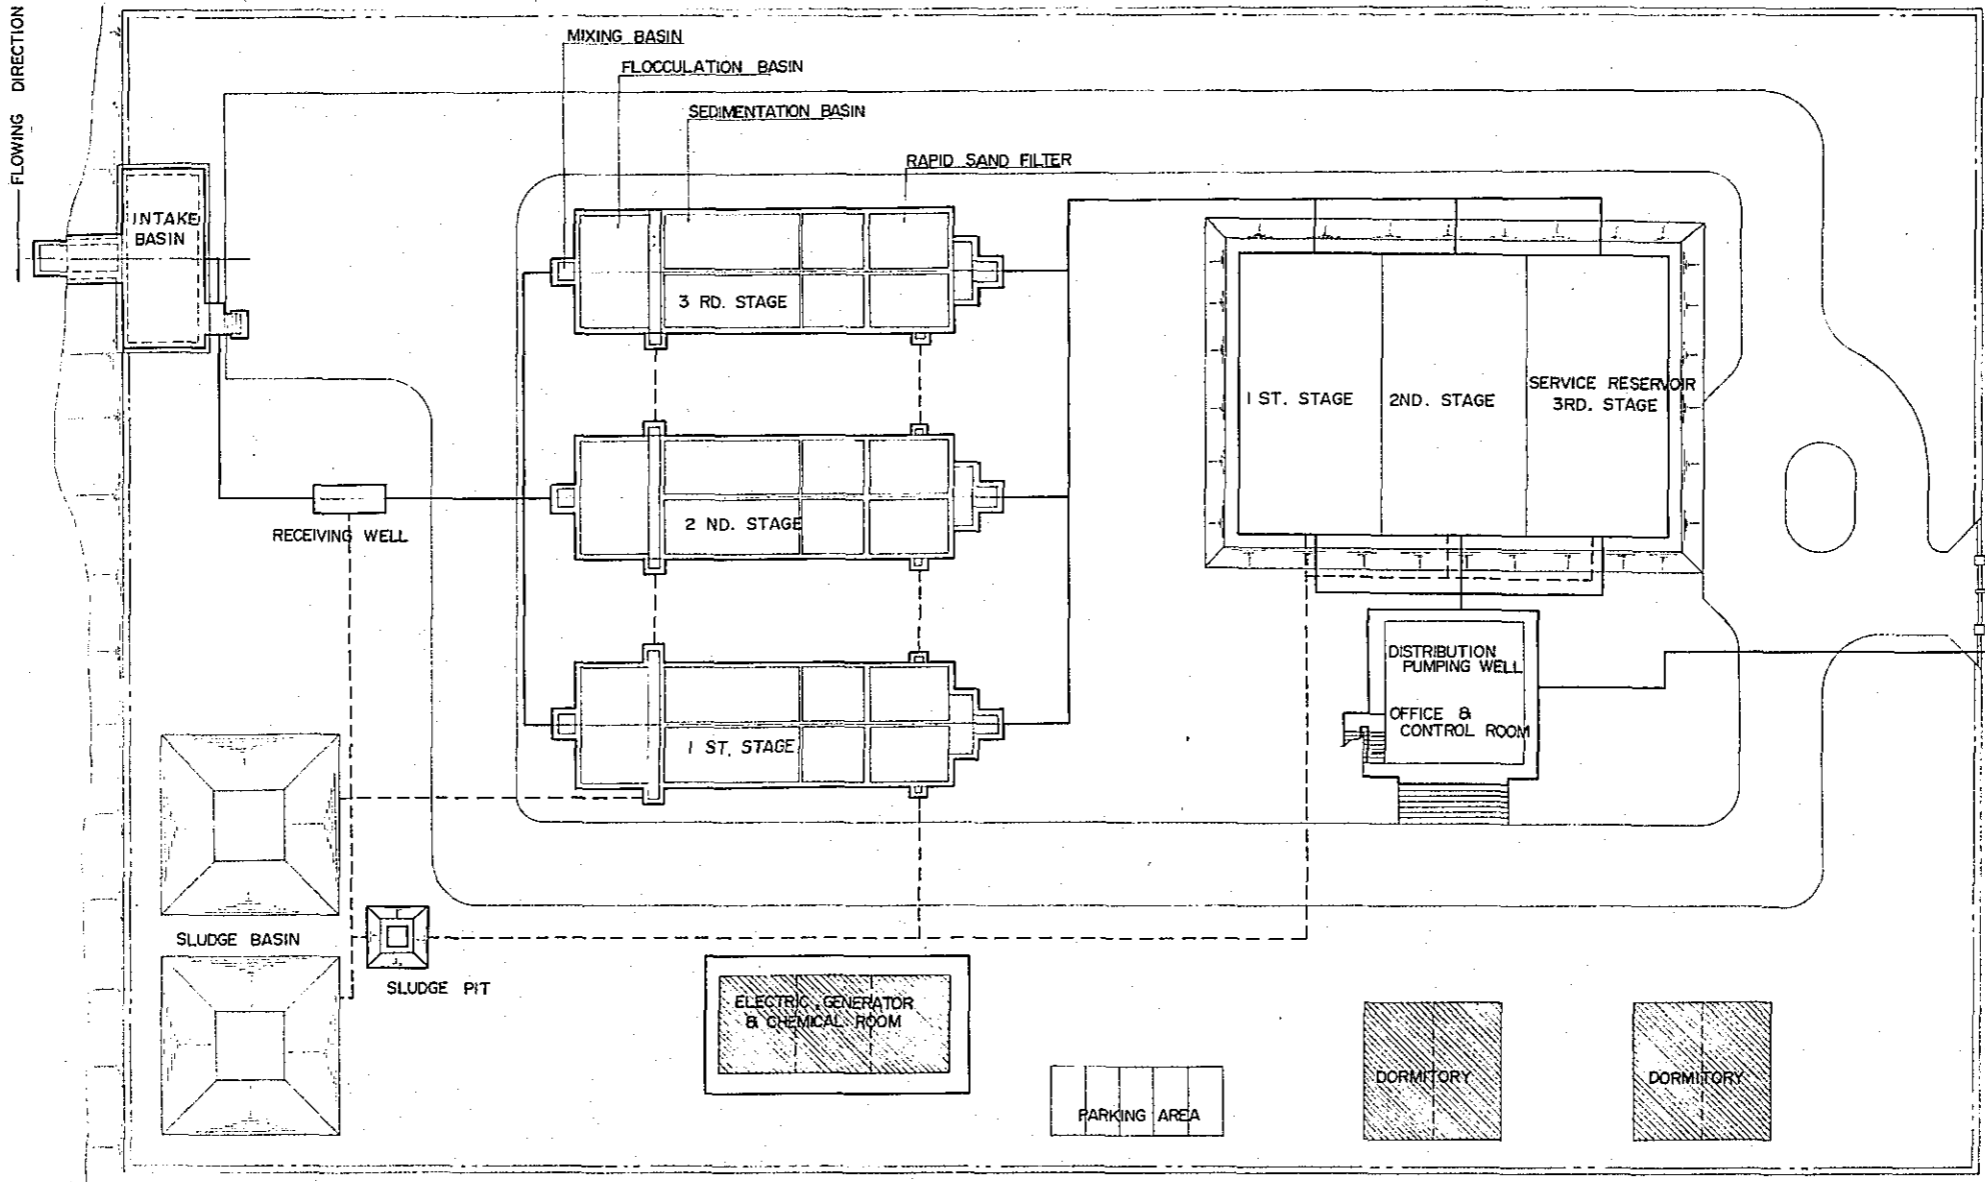 FLOWING DIRECTION
MIXING BASIN
FLOCCULATION BASIN
SEDIMENTATION BASIN
RAPID SAND FILTER
INTAKE
BASIN
3 RD. STAGE
1 ST. STAGE
2ND. STAGE
SERVICE RESERVOIR
3RD. STAGE
RECEIVING WELL
2 ND. STAGE
DISTRIBUTION
PUMPING WELL
OFFICE &
CONTROL ROOM
1 ST. STAGE
SLUDGE BASIN
SLUDGE PIT
ELECTRIC GENERATOR
& CHEMICAL ROOM
PARKING AREA
DORMITORY
DORMITORY